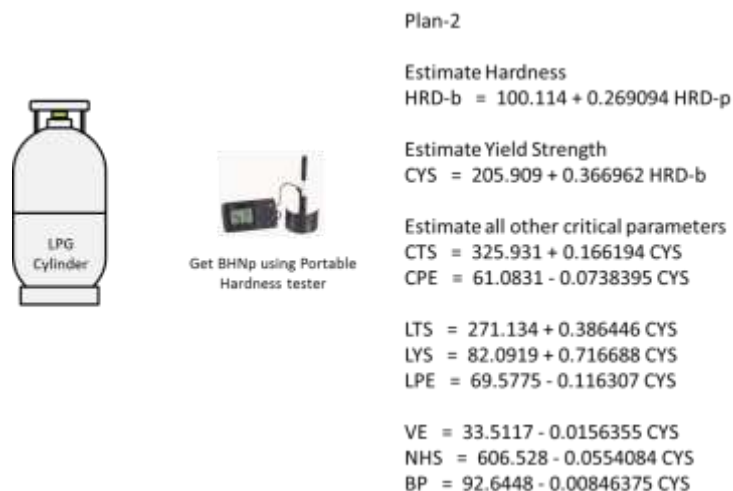 Plan-2
Estimate Hardness
HRD-b = 100.114 + 0.269094 HRD-p
Estimate Yield Strength
CYS = 205.909 + 0.366962 HRD-b
Estimate all other critical parameters
CTS = 325.931 + 0.166194 CYS
CPE = 61.0831 - 0.0738395 CYS
LTS = 271.134 + 0.386446 CYS
LYS = 82.0919 + 0.716688 CYS
LPE = 69.5775 - 0.116307 CYS
VE = 33.5117 - 0.0156355 CYS
NHS = 606.528 - 0.0554084 CYS
BP = 92.6448 - 0.00846375 CYS
LPG
Cylinder
Get BHNp using Portable
Hardness tester